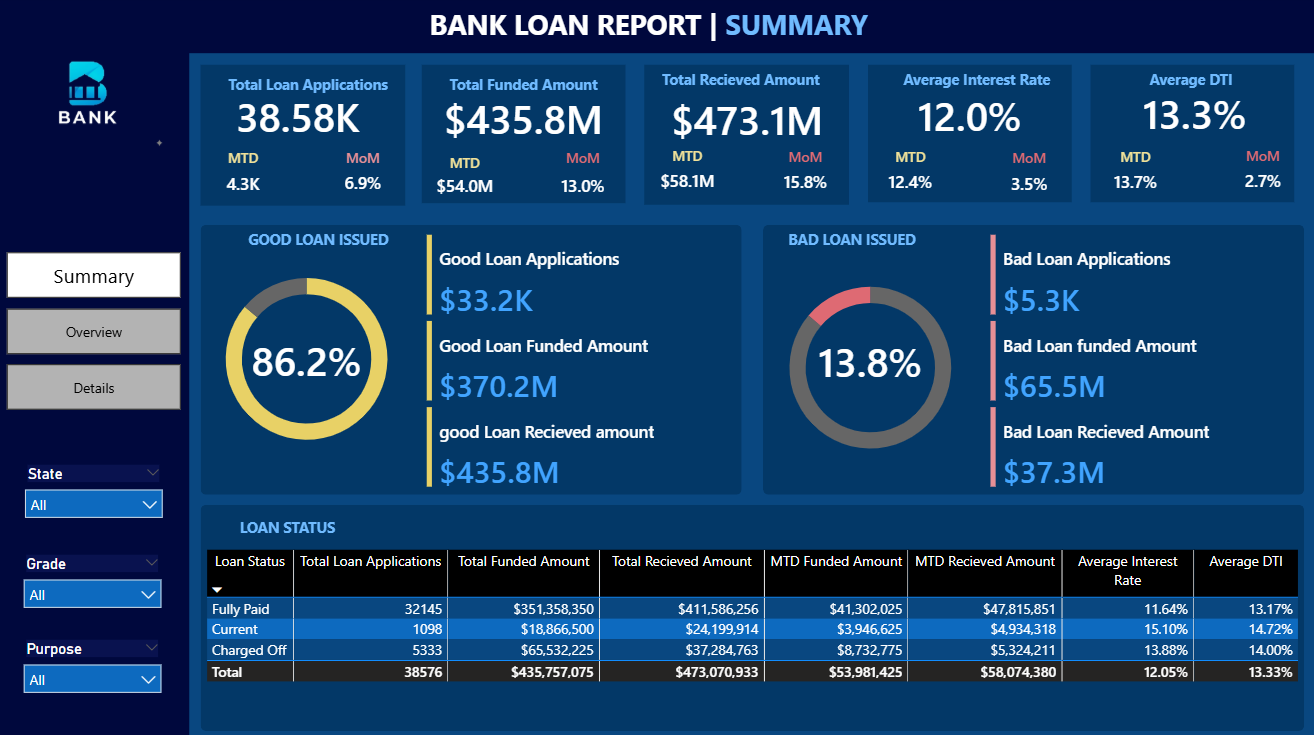 BANK LOAN REPORT | SUMMARY
BANK
Total Loan Applications
38.58K
MTD MoM
4.3K 6.9%
Total Funded Amount
$435.8M
MTD MoM
$54.0M 13.0%
Total Recieved Amount
$473.1M
MTD MoM
$58.1M 15.8%
Average Interest Rate
12.0%
MTD MoM
12.4% 3.5%
Average DTI
13.3%
MTD MoM
13.7% 2.7%
Summary
Overview
Details
State
All
Grade
All
Purpose
All
GOOD LOAN ISSUED
86.2%
Good Loan Applications
$33.2K
Good Loan Funded Amount
$370.2M
good Loan Recieved amount
$435.8M
BAD LOAN ISSUED
13.8%
Bad Loan Applications
$5.3K
Bad Loan funded Amount
$65.5M
Bad Loan Recieved Amount
$37.3M
LOAN STATUS
Loan Status Total Loan Applications Total Funded Amount Total Recieved Amount MTD Funded Amount MTD Recieved Amount Average Interest Average DTI
Rate
Fully Paid 32145 $351,358,350 $411,586,256 $41,302,025 $47,815,851 11.64% 13.17%
Current 1098 $18,866,500 $24,199,914 $3,946,625 $4,934,318 15.10% 14.72%
Charged Off 5333 $65,532,225 $37,284,763 $8,732,775 $5,324,211 13.88% 14.00%
Total 38576 $435,757,075 $473,070,933 $53,981,425 $58,074,380 12.05% 13.33%